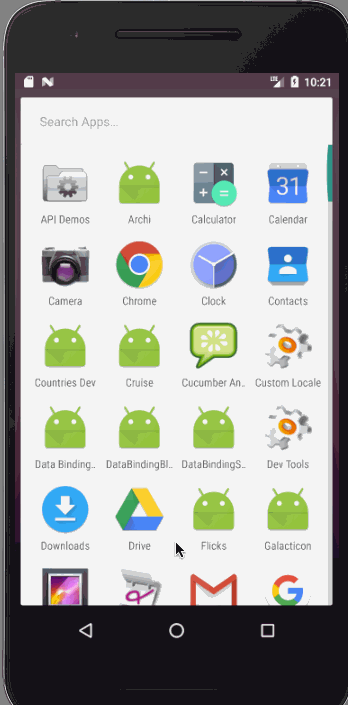 LTE 10:21
Search Apps...
API Demos Archi Calculator 31 Calendar
Camera Chrome Clock Contacts
Countries Dev Cruise Cucumber An.. Custom Locale
Data Binding.. DataBindingBl.. DataBindingS.. Dev Tools
Downloads Drive Flicks Galacticon